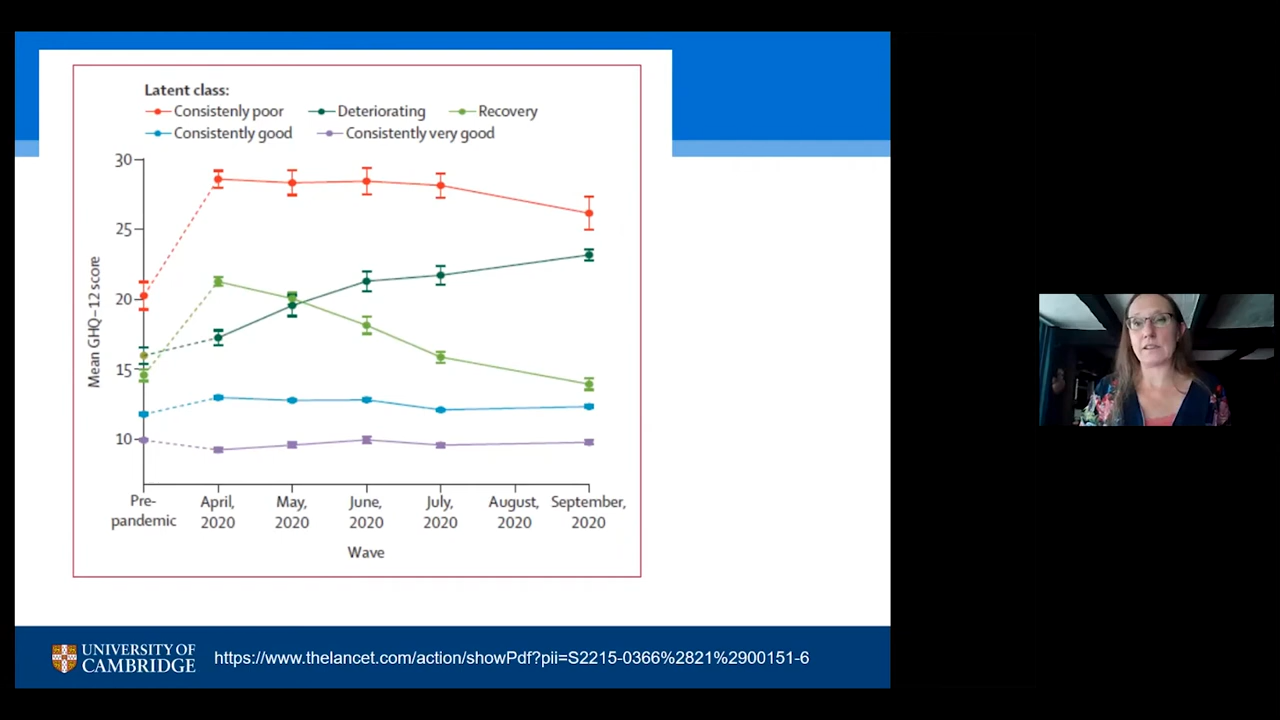 Latent class:
Consistenly poor Deteriorating Recovery
Consistently good Consistently very good
30
25
20
15
10
Mean GHQ–12 score
Pre- April, May, June, July, August, September,
pandemic 2020 2020 2020 2020 2020 2020
Wave
UNIVERSITY OF
CAMBRIDGE
https://www.thelancet.com/action/showPdf?pii=S2215-0366%2821%2900151-6